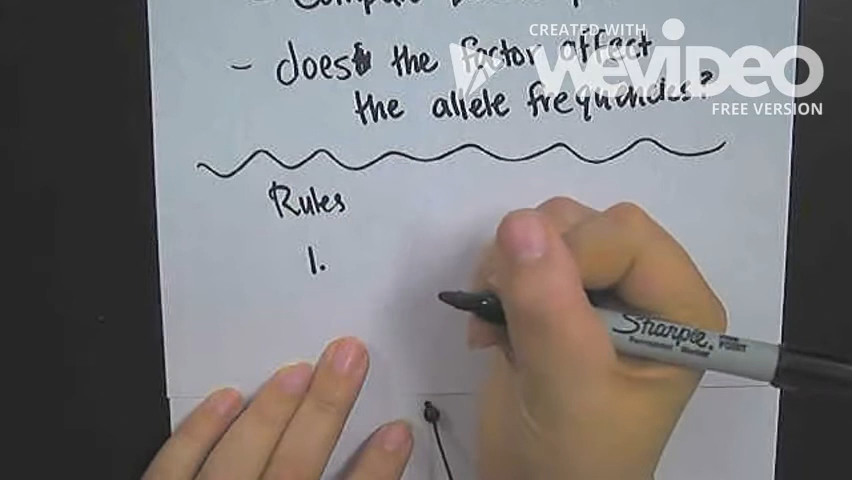 - does the factor affect
the allele frequencies?
Rules
1.
CREATED WITH
WeVideo
FREE VERSION
Sharpie.